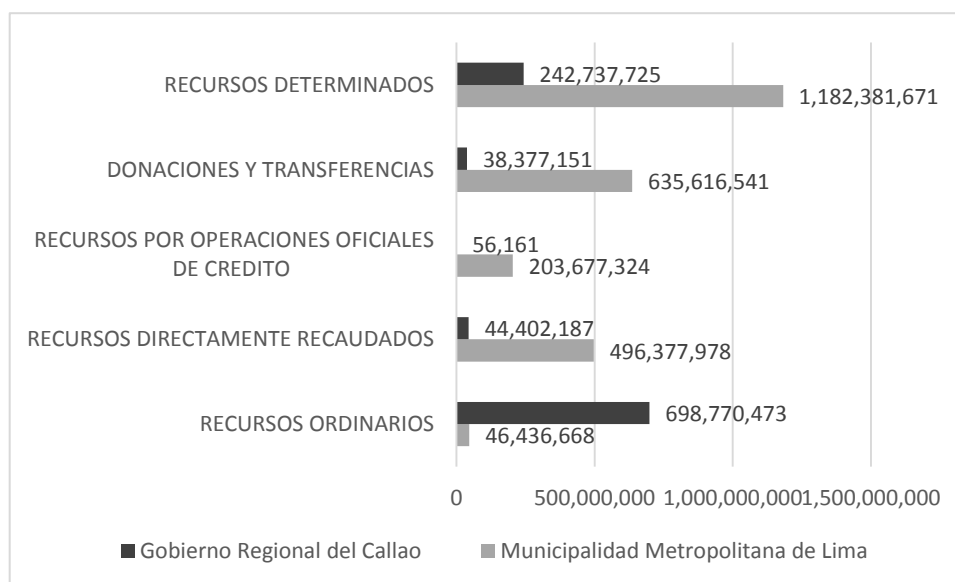 RECURSOS DETERMINADOS
242,737,725
1,182,381,671
DONACIONES Y TRANSFERENCIAS
38,377,151
635,616,541
RECURSOS POR OPERACIONES OFICIALES
DE CREDITO
56,161
203,677,324
RECURSOS DIRECTAMENTE RECAUDADOS
44,402,187
496,377,978
RECURSOS ORDINARIOS
698,770,473
46,436,668
0 500,000,000 1,000,000,000 1,500,000,000
Gobierno Regional del Callao Municipalidad Metropolitana de Lima